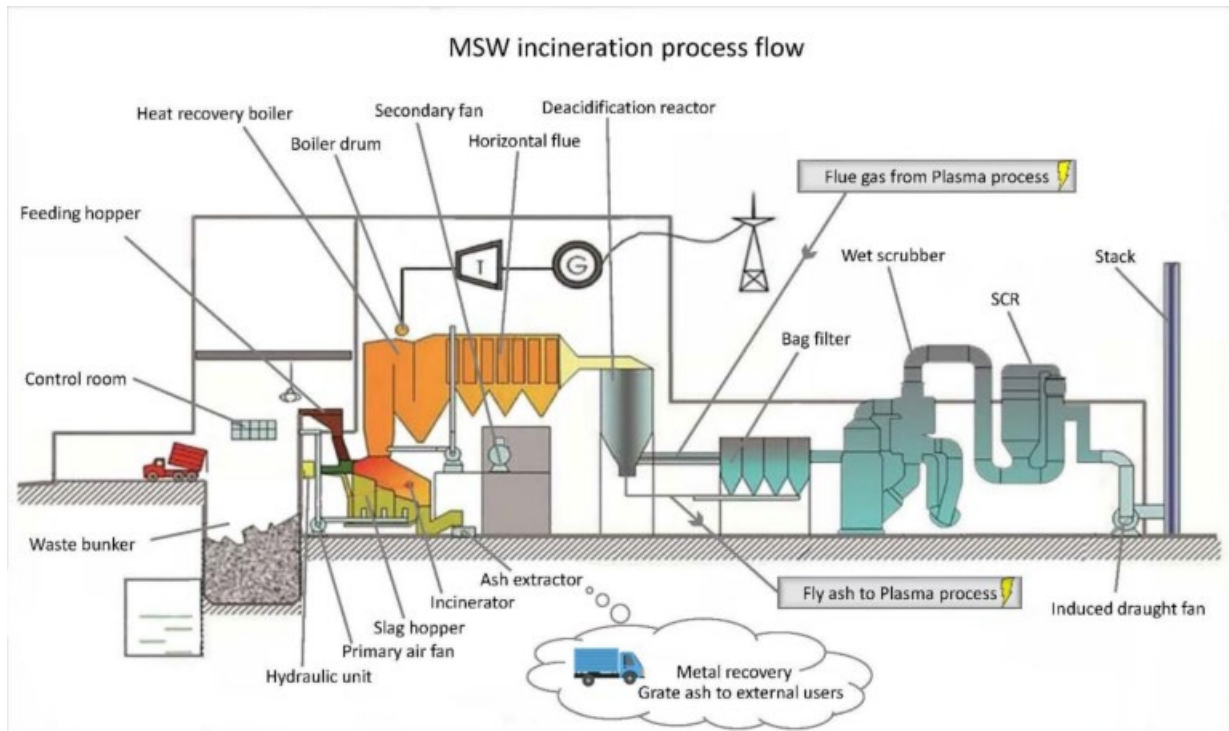 MSW incineration process flow
Heat recovery boiler
Secondary fan
Deacidification reactor
Boiler drum
Horizontal flue
Flue gas from Plasma process
Feeding hopper
T
G
Wet scrubber
Stack
SCR
Bag filter
Control room
Waste bunker
Ash extractor
Incinerator
Slag hopper
Primary air fan
Hydraulic unit
Fly ash to Plasma process
Induced draught fan
Metal recovery
Grate ash to external users